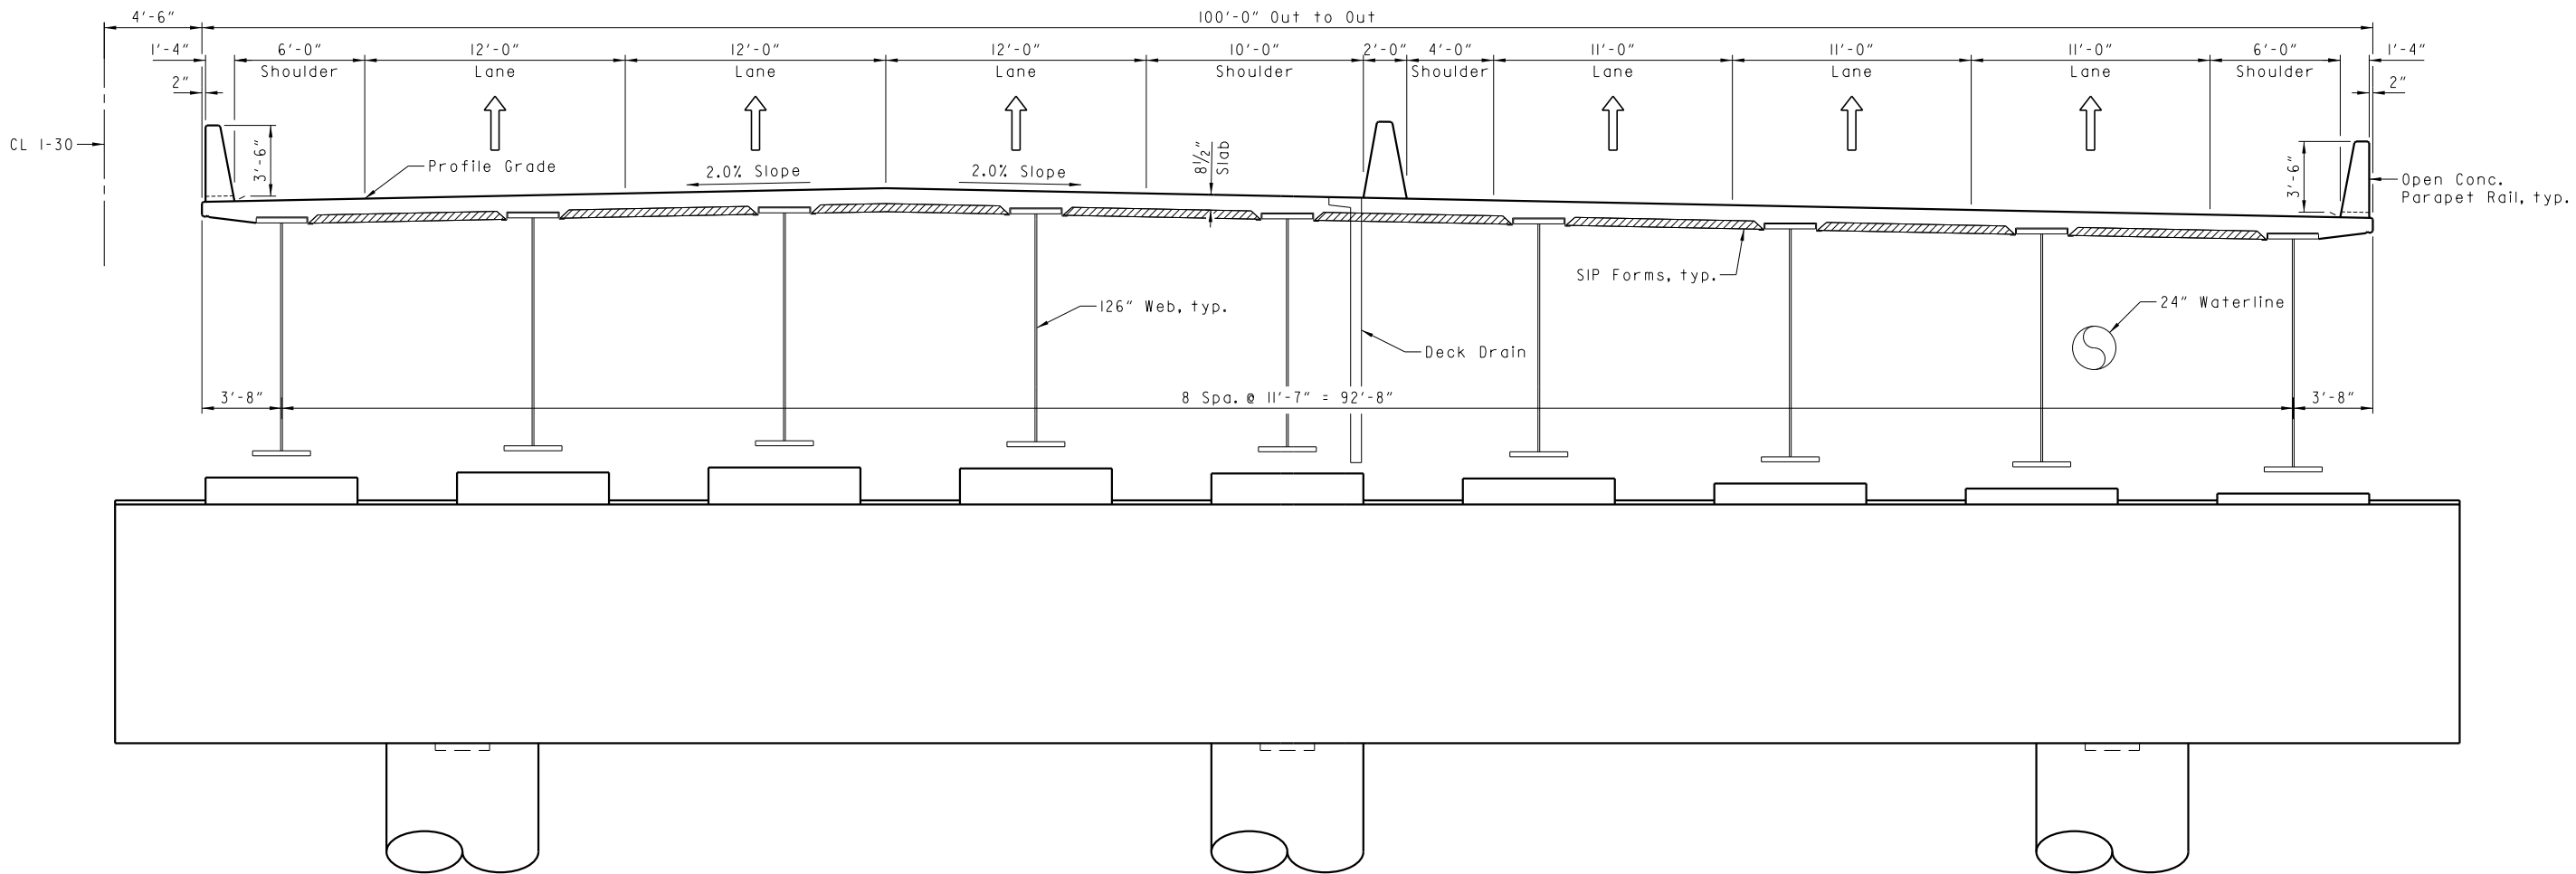 4'-6"
100'-0" Out to Out
1'-4"
6'-0"
12'-0"
12'-0"
12'-0"
10'-0"
2'-0"
4'-0"
11'-0"
11'-0"
11'-0"
6'-0"
1'-4"
Shoulder
Lane
Lane
Lane
Shoulder
Shoulder
Lane
Lane
Lane
Shoulder
2"
2"
CL I-30
3'-6"
Profile Grade
2.0% Slope
2.0% Slope
8½"
Slab
3'-6"
Open Conc.
Parapet Rail, typ.
SIP Forms, typ.
126" Web, typ.
24" Waterline
Deck Drain
3'-8"
8 Spa. @ 11'-7" = 92'-8"
3'-8"